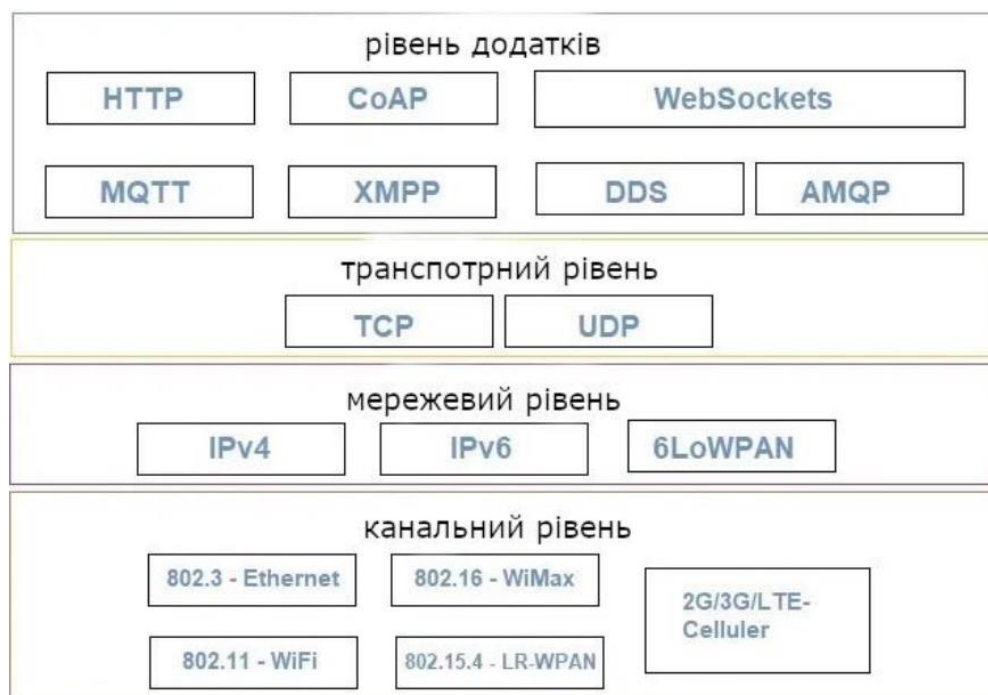 рівень додатків
HTTP
CoAP
WebSockets
MQTT
XMPP
DDS
AMQP
транспотрний рівень
TCP
UDP
мережевий рівень
IPv4
IPv6
6LoWPAN
канальний рівень
802.3 - Ethernet
802.16 - WiMax
2G/3G/LTE-
Celluler
802.11 - WiFi
802.15.4 - LR-WPAN